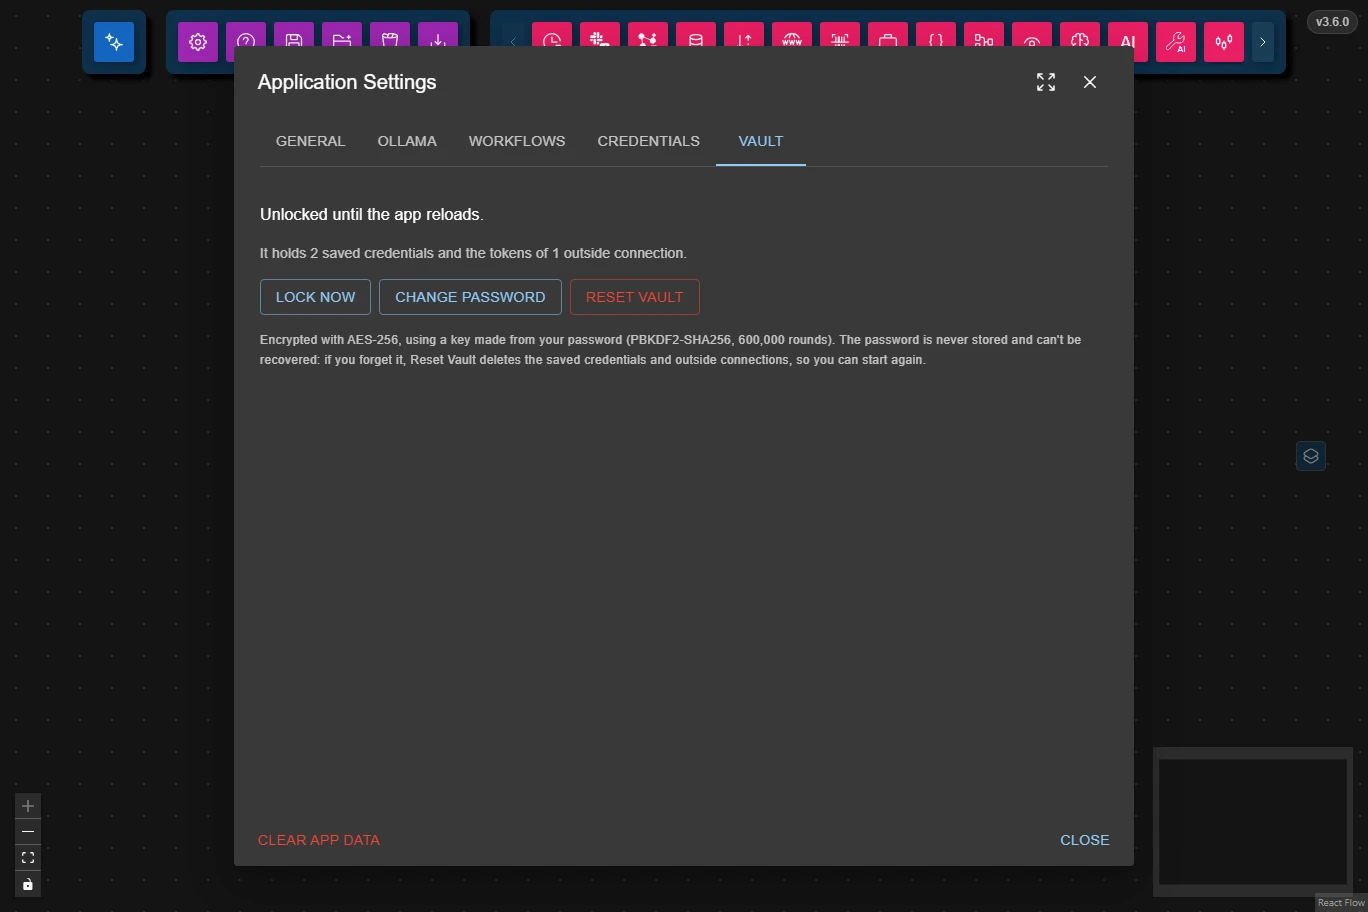 v3.6.0
WWW
{ }
AI
AI
Application Settings
GENERAL OLLAMA WORKFLOWS CREDENTIALS VAULT
Unlocked until the app reloads.
It holds 2 saved credentials and the tokens of 1 outside connection.
LOCK NOW CHANGE PASSWORD RESET VAULT
Encrypted with AES-256, using a key made from your password (PBKDF2-SHA256, 600,000 rounds). The password is never stored and can't be
recovered: if you forget it, Reset Vault deletes the saved credentials and outside connections, so you can start again.
CLEAR APP DATA CLOSE
React Flow